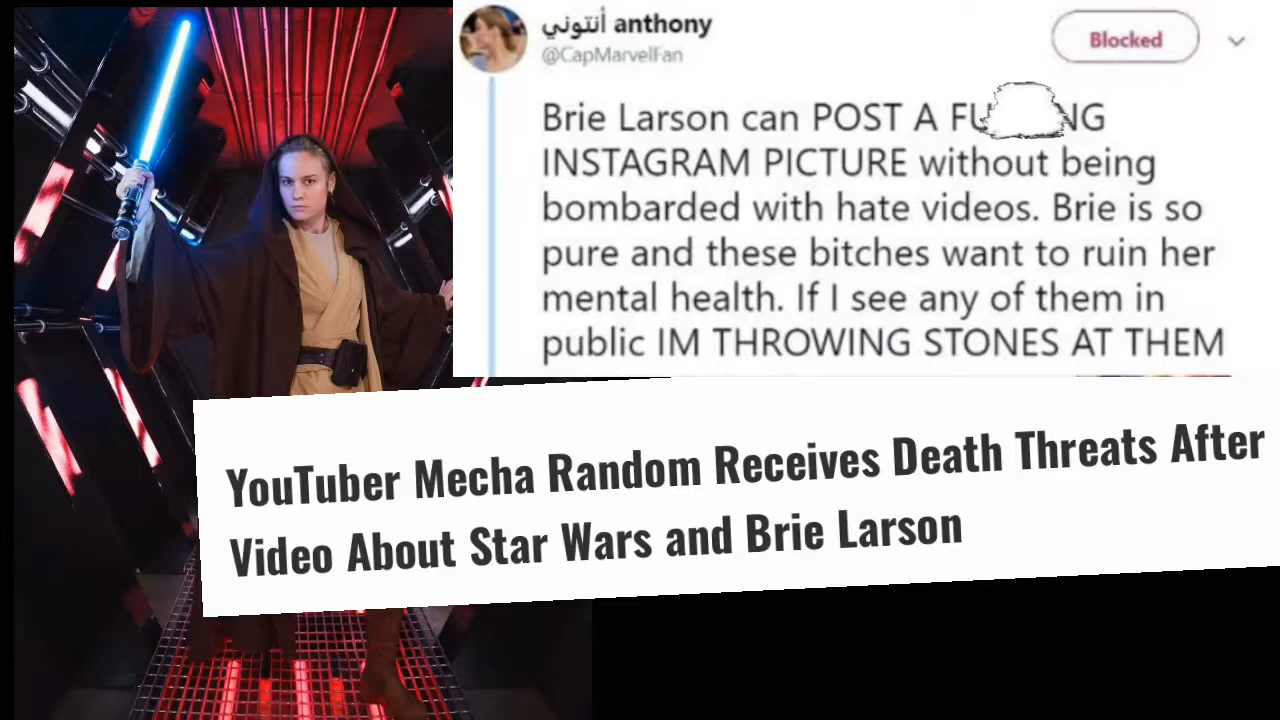 أنتوني anthony
@CapMarvelFan
Blocked
Brie Larson can POST A FU NG
INSTAGRAM PICTURE without being
bombarded with hate videos. Brie is so
pure and these bitches want to ruin her
mental health. If I see any of them in
public IM THROWING STONES AT THEM
YouTuber Mecha Random Receives Death Threats After
Video About Star Wars and Brie Larson